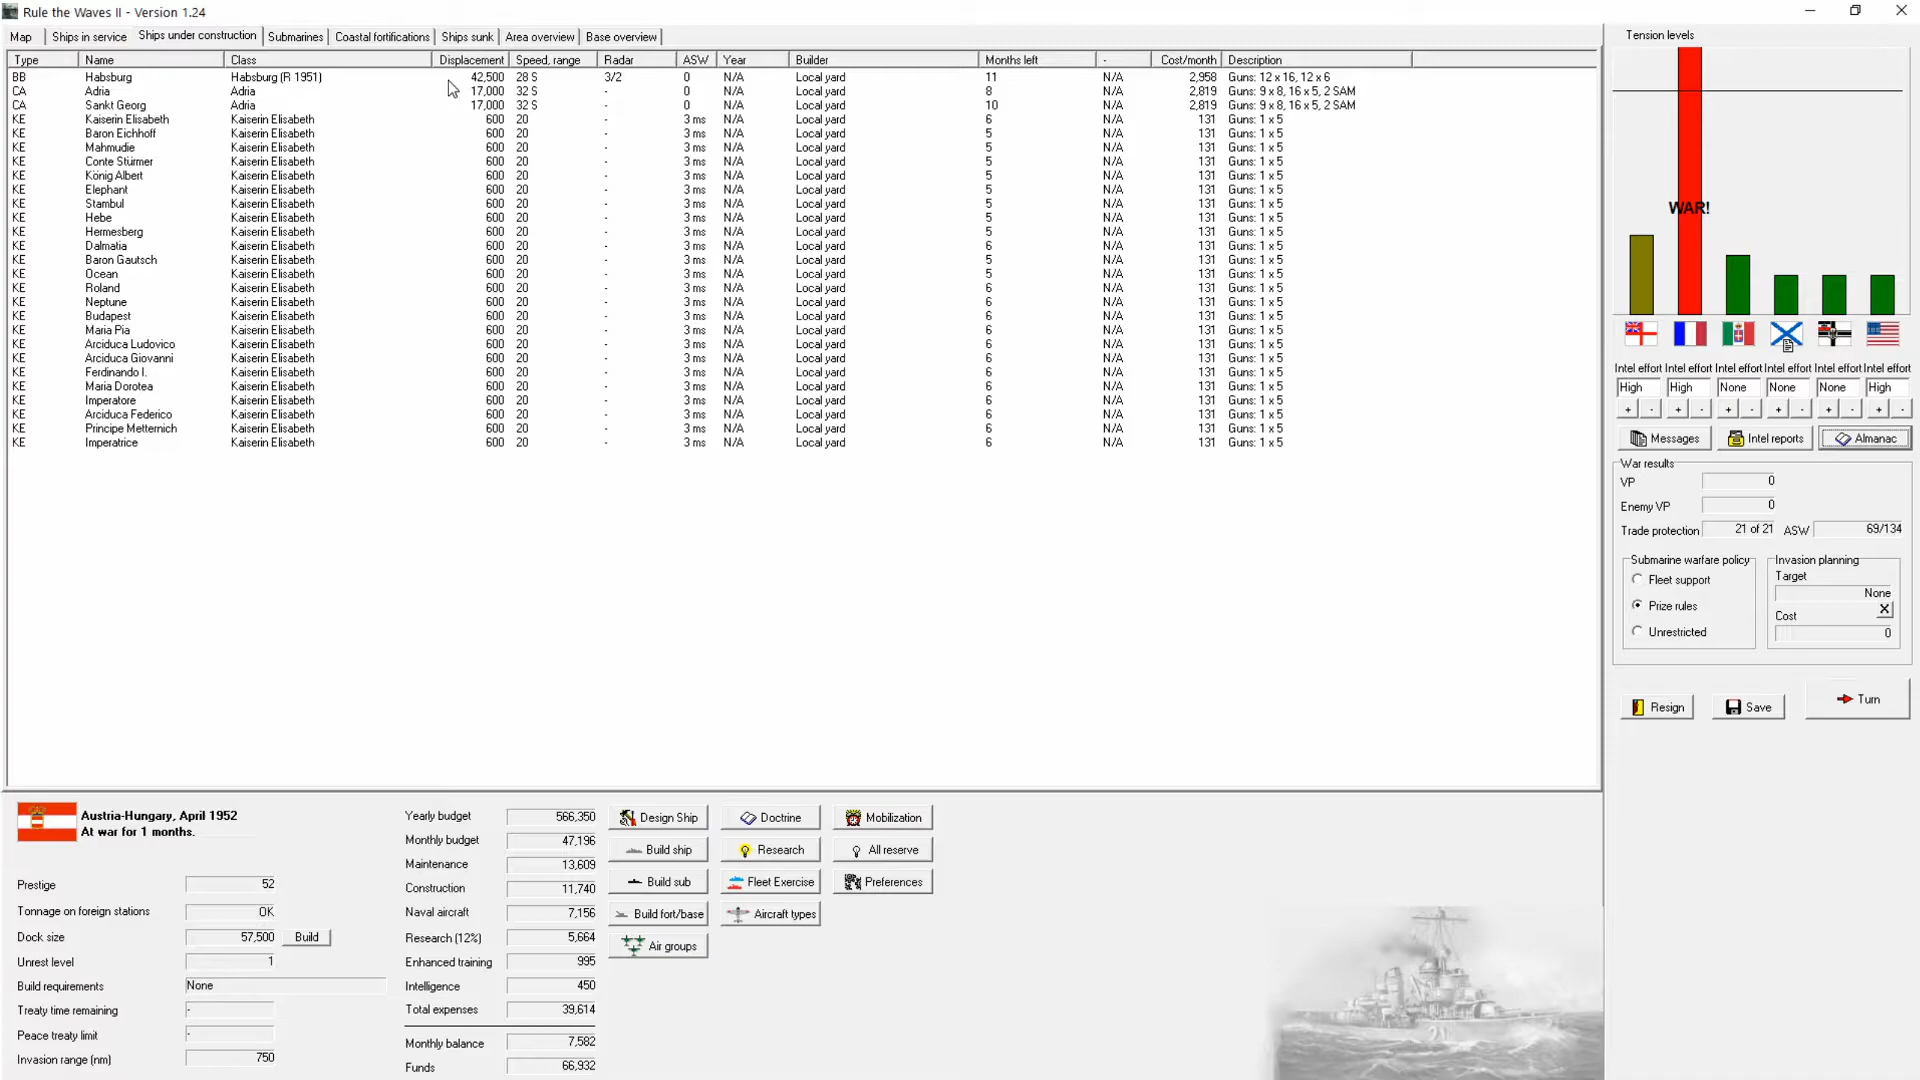 Rule the Waves II - Version 1.24
Map Ships in service Ships under construction Submarines Coastal fortifications Ships sunk Area overview Base overview
Type Name Class Displacement Speed, range Radar ASW Year Builder Months left - Cost/month Description
BB Habsburg Habsburg (R 1951) 42,500 28 S 3/2 0 N/A Local yard 11 N/A 2,958 Guns: 12 x 16, 12 x 6
CA Adria Adria 17,000 32 S - 0 N/A Local yard 8 N/A 2,819 Guns: 9 x 8, 16 x 5, 2 SAM
CA Sankt Georg Adria 17,000 32 S - 0 N/A Local yard 10 N/A 2,819 Guns: 9 x 8, 16 x 5, 2 SAM
KE Kaiserin Elisabeth Kaiserin Elisabeth 600 20 - 3 ms N/A Local yard 6 N/A 131 Guns: 1 x 5
KE Baron Eichhoff Kaiserin Elisabeth 600 20 - 3 ms N/A Local yard 5 N/A 131 Guns: 1 x 5
KE Mahmudie Kaiserin Elisabeth 600 20 - 3 ms N/A Local yard 5 N/A 131 Guns: 1 x 5
KE Conte Stürmer Kaiserin Elisabeth 600 20 - 3 ms N/A Local yard 5 N/A 131 Guns: 1 x 5
KE König Albert Kaiserin Elisabeth 600 20 - 3 ms N/A Local yard 5 N/A 131 Guns: 1 x 5
KE Elephant Kaiserin Elisabeth 600 20 - 3 ms N/A Local yard 5 N/A 131 Guns: 1 x 5
KE Stambul Kaiserin Elisabeth 600 20 - 3 ms N/A Local yard 5 N/A 131 Guns: 1 x 5
KE Hebe Kaiserin Elisabeth 600 20 - 3 ms N/A Local yard 5 N/A 131 Guns: 1 x 5
KE Hermesberg Kaiserin Elisabeth 600 20 - 3 ms N/A Local yard 5 N/A 131 Guns: 1 x 5
KE Dalmatia Kaiserin Elisabeth 600 20 - 3 ms N/A Local yard 6 N/A 131 Guns: 1 x 5
KE Baron Gautsch Kaiserin Elisabeth 600 20 - 3 ms N/A Local yard 5 N/A 131 Guns: 1 x 5
KE Ocean Kaiserin Elisabeth 600 20 - 3 ms N/A Local yard 5 N/A 131 Guns: 1 x 5
KE Roland Kaiserin Elisabeth 600 20 - 3 ms N/A Local yard 6 N/A 131 Guns: 1 x 5
KE Neptune Kaiserin Elisabeth 600 20 - 3 ms N/A Local yard 6 N/A 131 Guns: 1 x 5
KE Budapest Kaiserin Elisabeth 600 20 - 3 ms N/A Local yard 6 N/A 131 Guns: 1 x 5
KE Maria Pia Kaiserin Elisabeth 600 20 - 3 ms N/A Local yard 6 N/A 131 Guns: 1 x 5
KE Arciduca Ludovico Kaiserin Elisabeth 600 20 - 3 ms N/A Local yard 6 N/A 131 Guns: 1 x 5
KE Arciduca Giovanni Kaiserin Elisabeth 600 20 - 3 ms N/A Local yard 6 N/A 131 Guns: 1 x 5
KE Ferdinando I. Kaiserin Elisabeth 600 20 - 3 ms N/A Local yard 6 N/A 131 Guns: 1 x 5
KE Maria Dorotea Kaiserin Elisabeth 600 20 - 3 ms N/A Local yard 6 N/A 131 Guns: 1 x 5
KE Imperatore Kaiserin Elisabeth 600 20 - 3 ms N/A Local yard 6 N/A 131 Guns: 1 x 5
KE Arciduca Federico Kaiserin Elisabeth 600 20 - 3 ms N/A Local yard 6 N/A 131 Guns: 1 x 5
KE Principe Metternich Kaiserin Elisabeth 600 20 - 3 ms N/A Local yard 6 N/A 131 Guns: 1 x 5
KE Imperatrice Kaiserin Elisabeth 600 20 - 3 ms N/A Local yard 6 N/A 131 Guns: 1 x 5
Tension levels
WAR!
Intel effort Intel effort Intel effort Intel effort Intel effort Intel effort
High High None None None High
+ - + - + - + - + - + -
Messages Intel reports Almanac
War results
VP 0
Enemy VP 0
Trade protection 21 of 21 ASW 69/134
Submarine warfare policy
Fleet support
Prize rules
Unrestricted
Invasion planning
Target
None
Cost X
0
Resign Save Turn
Austria-Hungary, April 1952
At war for 1 months.
Prestige 52
Tonnage on foreign stations OK
Dock size 57,500 Build
Unrest level 1
Build requirements None
Treaty time remaining -
Peace treaty limit -
Invasion range (nm) 750
Yearly budget 566,350
Monthly budget 47,196
Maintenance 13,609
Construction 11,740
Naval aircraft 7,156
Research (12%) 5,664
Enhanced training 995
Intelligence 450
Total expenses 39,614
Monthly balance 7,582
Funds 66,932
Design Ship Doctrine Mobilization
Build ship Research All reserve
Build sub Fleet Exercise Preferences
Build fort/base Aircraft types
Air groups